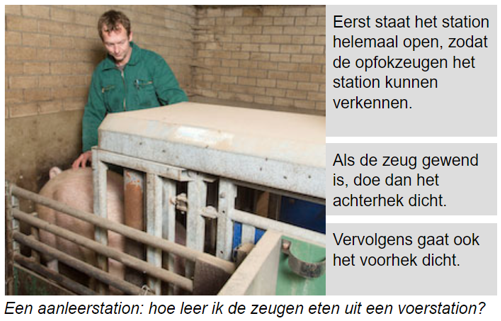 Eerst staat het station
helemaal open, zodat
de opfokzeugen het
station kunnen
verkennen.
Als de zeug gewend
is, doe dan het
achterhek dicht.
Vervolgens gaat ook
het voorhek dicht.
Een aanleerstation: hoe leer ik de zeugen eten uit een voerstation?